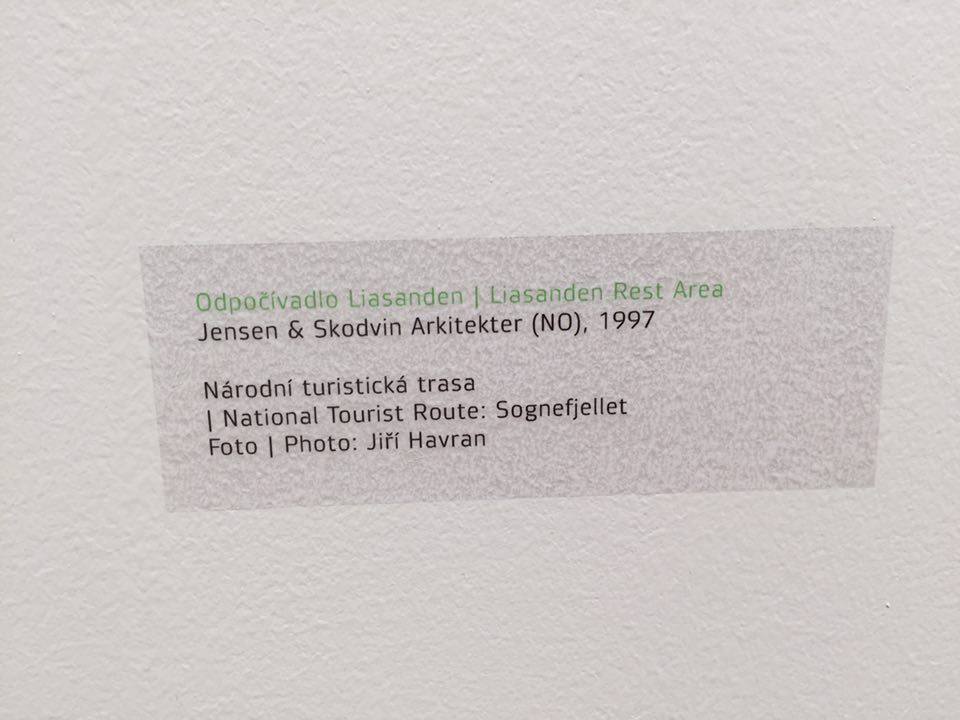 Odpočívadlo Liasanden | Liasanden Rest Area
Jensen & Skodvin Arkitekter (NO), 1997
Národní turistická trasa
| National Tourist Route: Sognefjellet
Foto | Photo: Jiří Havran